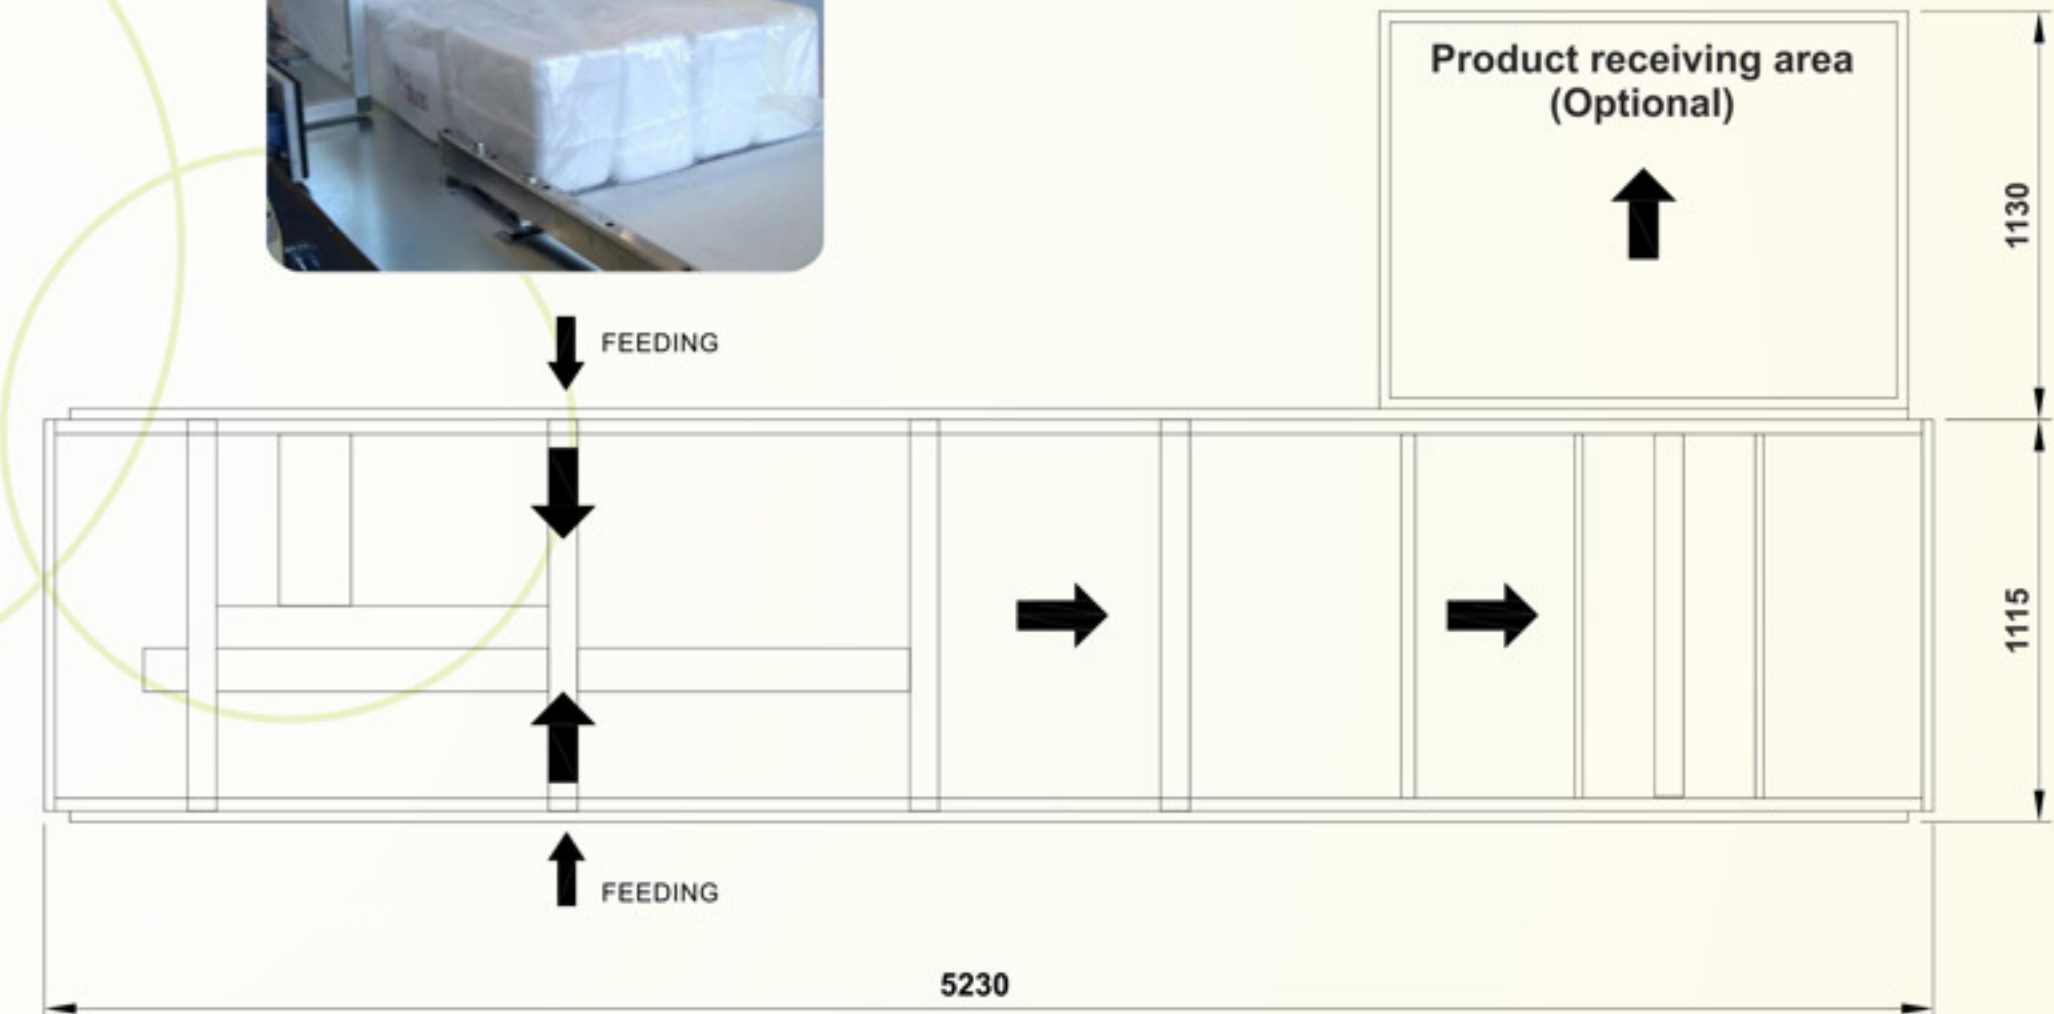 Product receiving area
(Optional)
1130
FEEDING
1115
FEEDING
5230